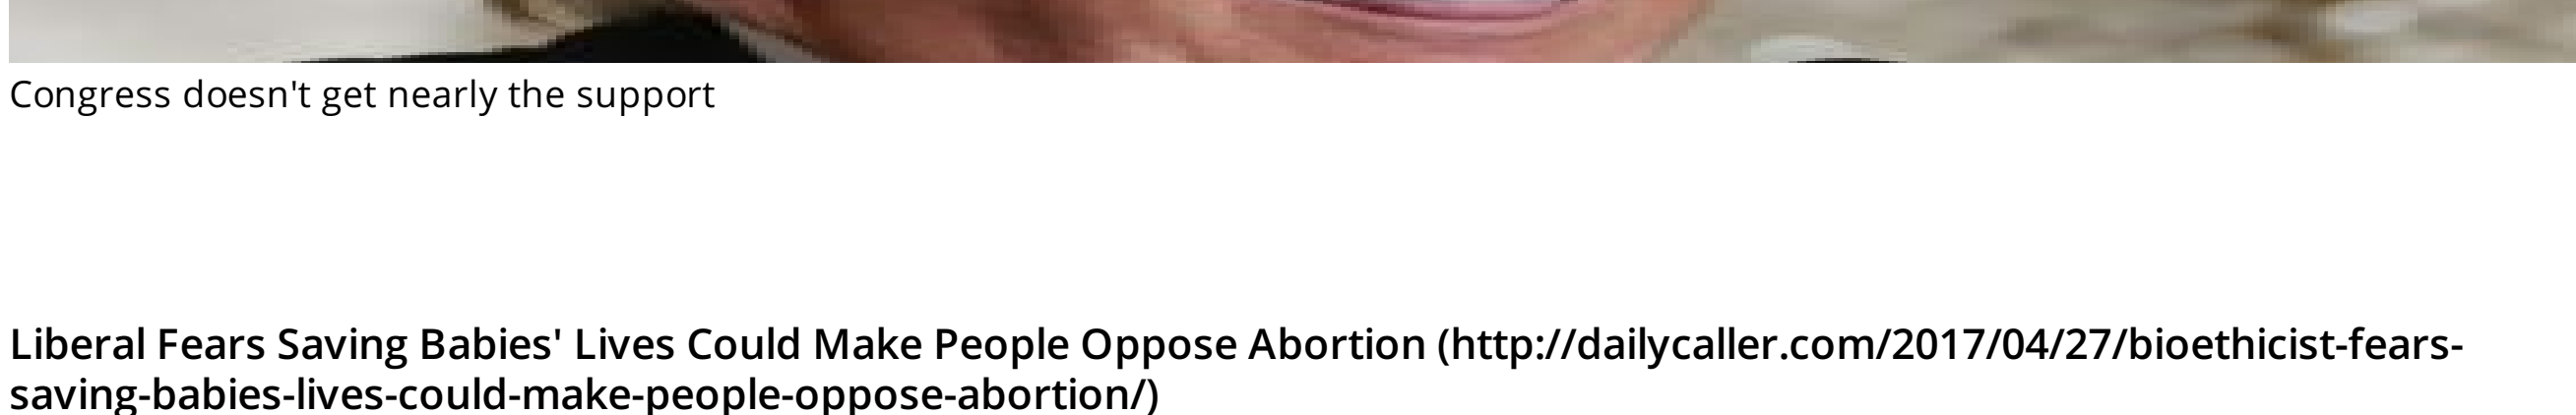 Congress doesn't get nearly the support
Liberal Fears Saving Babies' Lives Could Make People Oppose Abortion (http://dailycaller.com/2017/04/27/bioethicist-fears-
saving-babies-lives-could-make-people-oppose-abortion/)